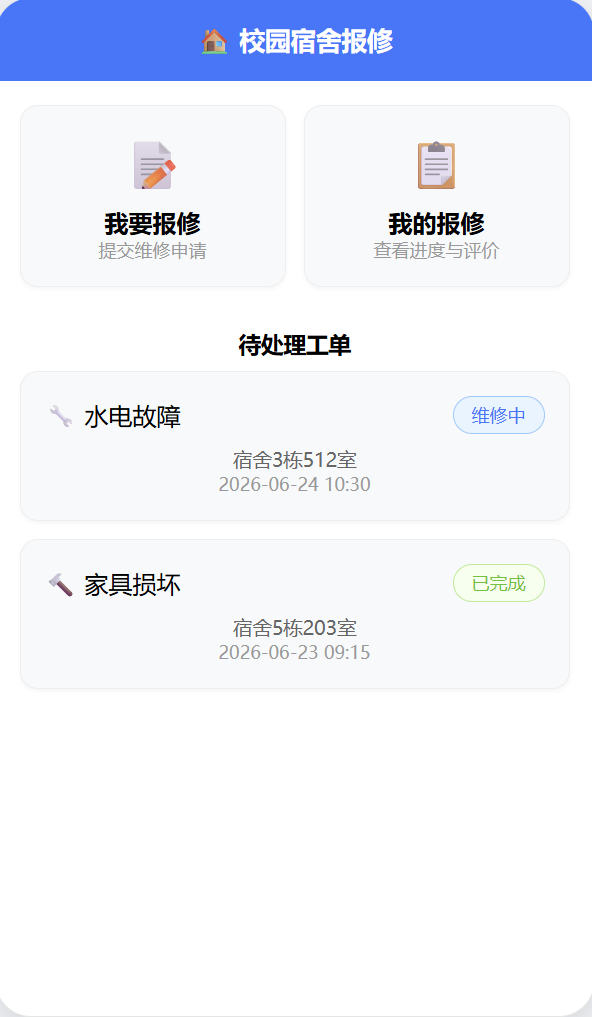 校园宿舍报修
我要报修
提交维修申请
我的报修
查看进度与评价
待处理工单
水电故障
维修中
宿舍3栋512室
2026-06-24 10:30
家具损坏
已完成
宿舍5栋203室
2026-06-23 09:15